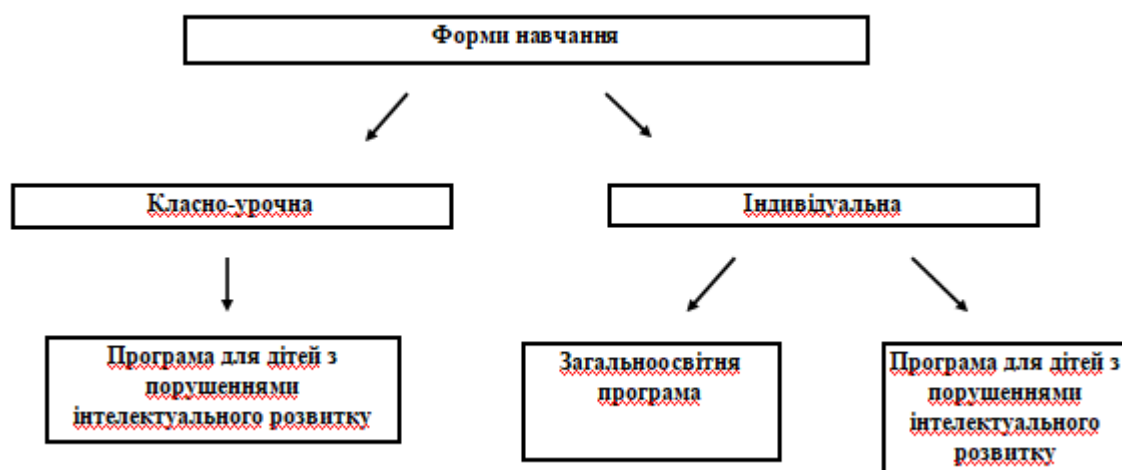 Форми навчання
Класно-урочна
Індивідуальна
Програма для дітей з
порушеннями
інтелектуального розвитку
Загальноосвітня
програма
Програма для дітей з
порушеннями
інтелектуального
розвитку